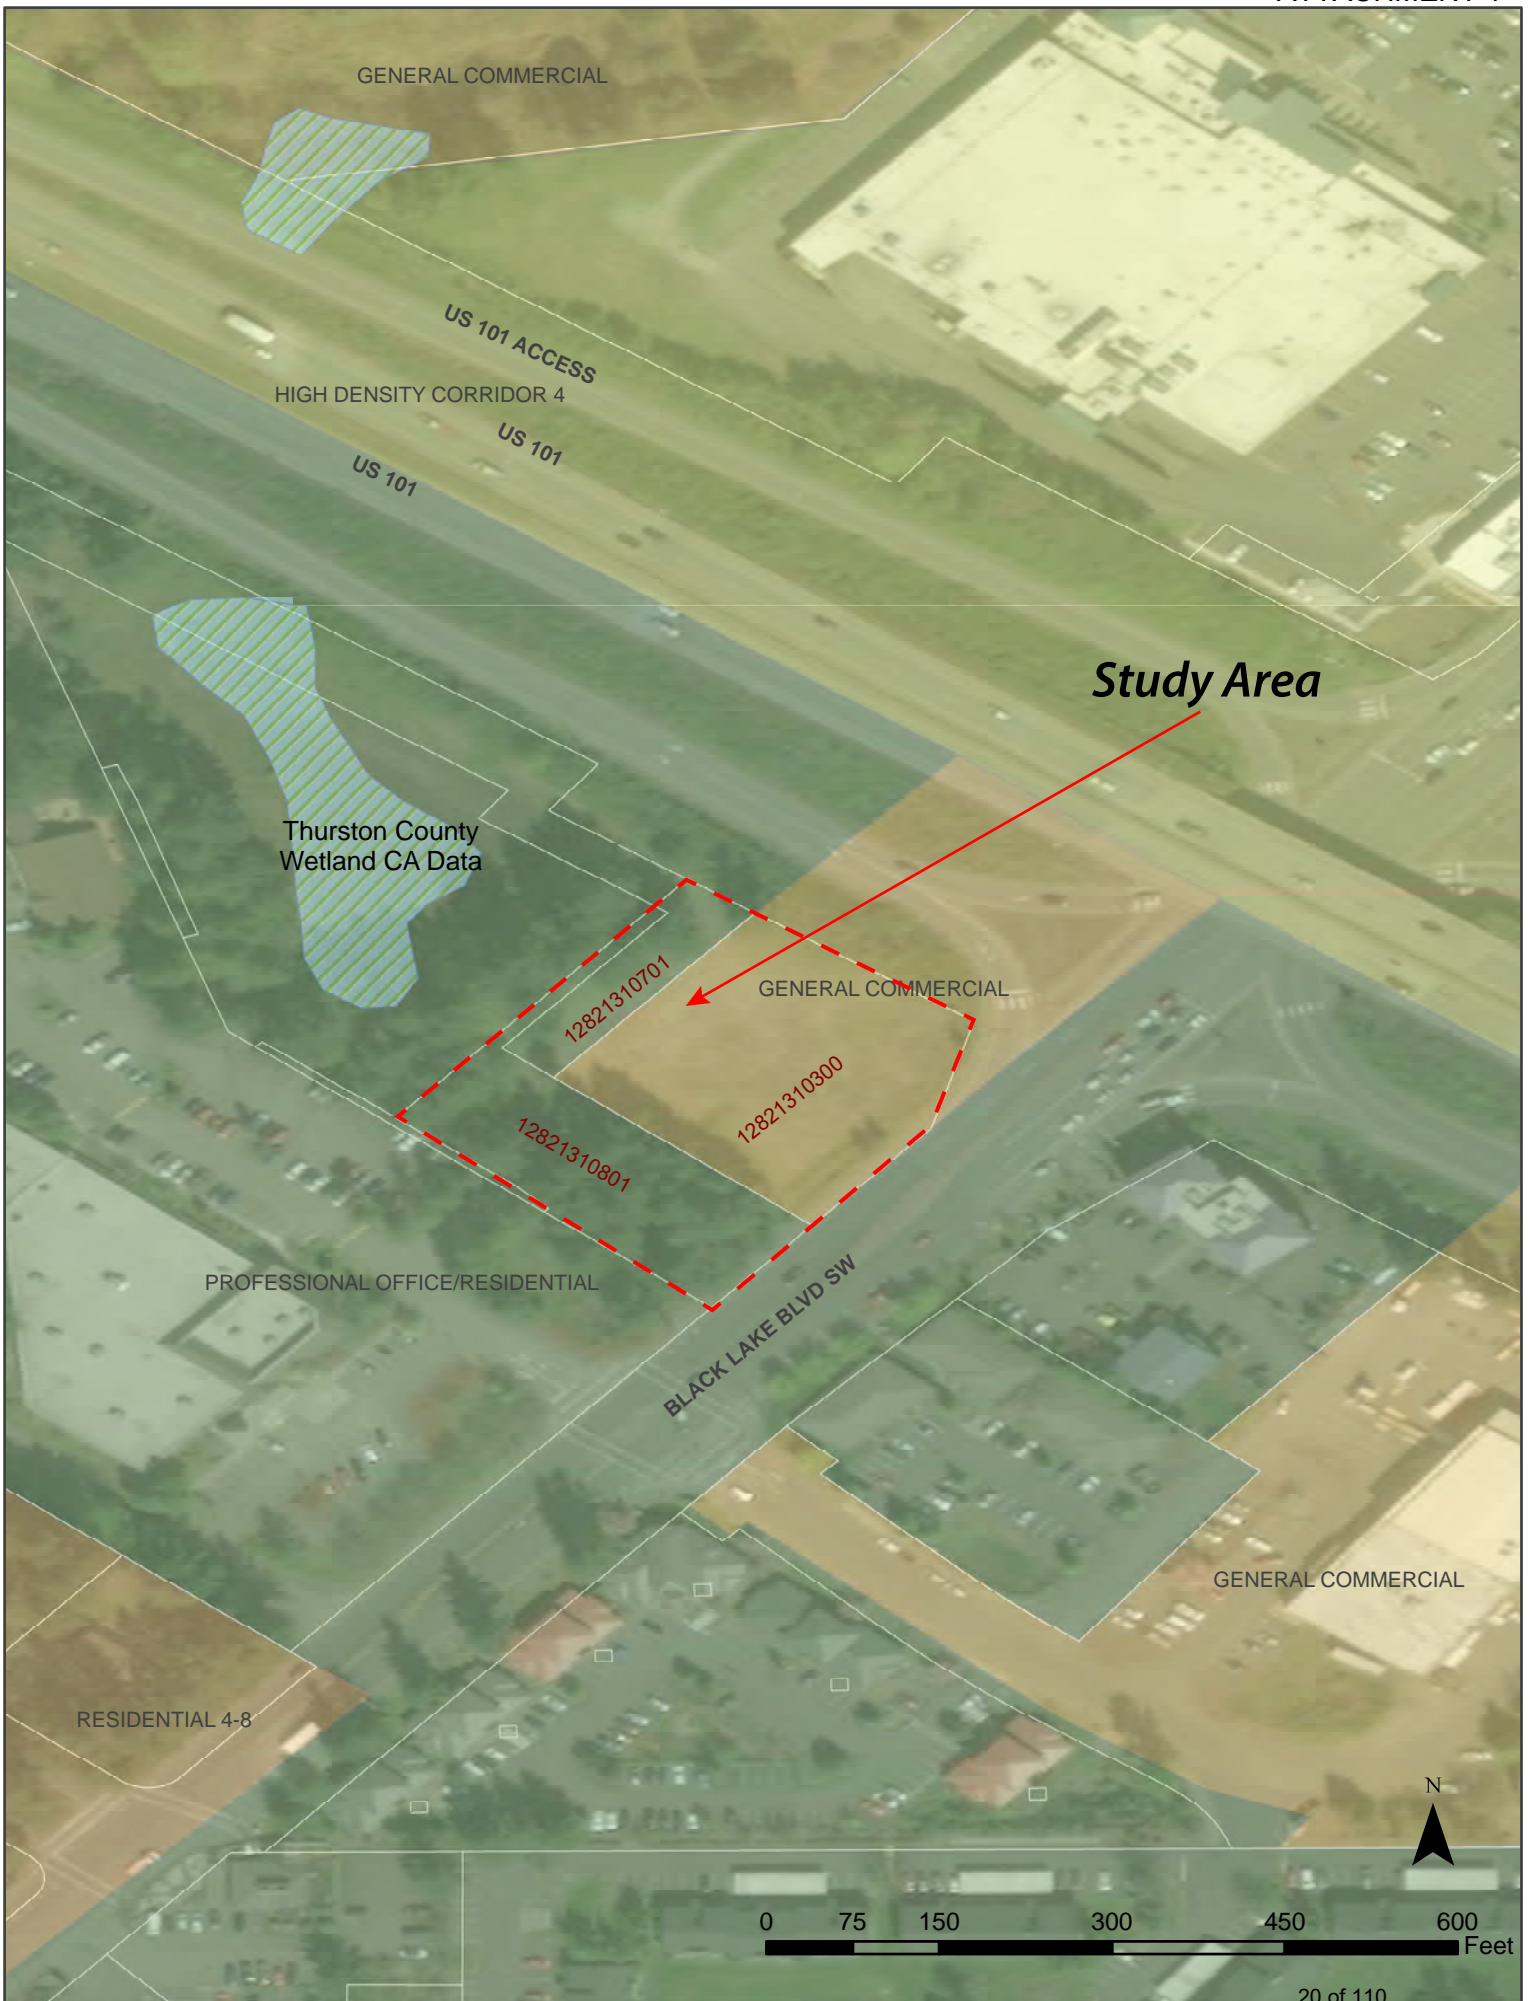 GENERAL COMMERCIAL
US 101 ACCESS
HIGH DENSITY CORRIDOR 4
US 101
US 101
Study Area
Thurston County
Wetland CA Data
12821310701
GENERAL COMMERCIAL
12821310300
12821310801
PROFESSIONAL OFFICE/RESIDENTIAL
BLACK LAKE BLVD SW
GENERAL COMMERCIAL
RESIDENTIAL 4-8
N
0 75 150 300 450 600
Feet
20 of 110